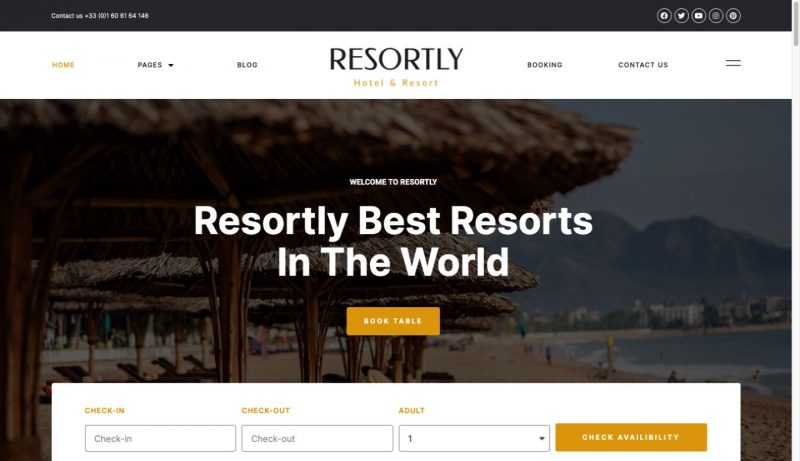 Contact us +33 (0)1 60 61 64 146
HOME
PAGES
BLOG
RESORTLY
Hotel & Resort
BOOKING
CONTACT US
WELCOME TO RESORTLY
Resortly Best Resorts
In The World
BOOK TABLE
CHECK-IN
CHECK-OUT
ADULT
Check-in
Check-out
1
CHECK AVAILIBILITY